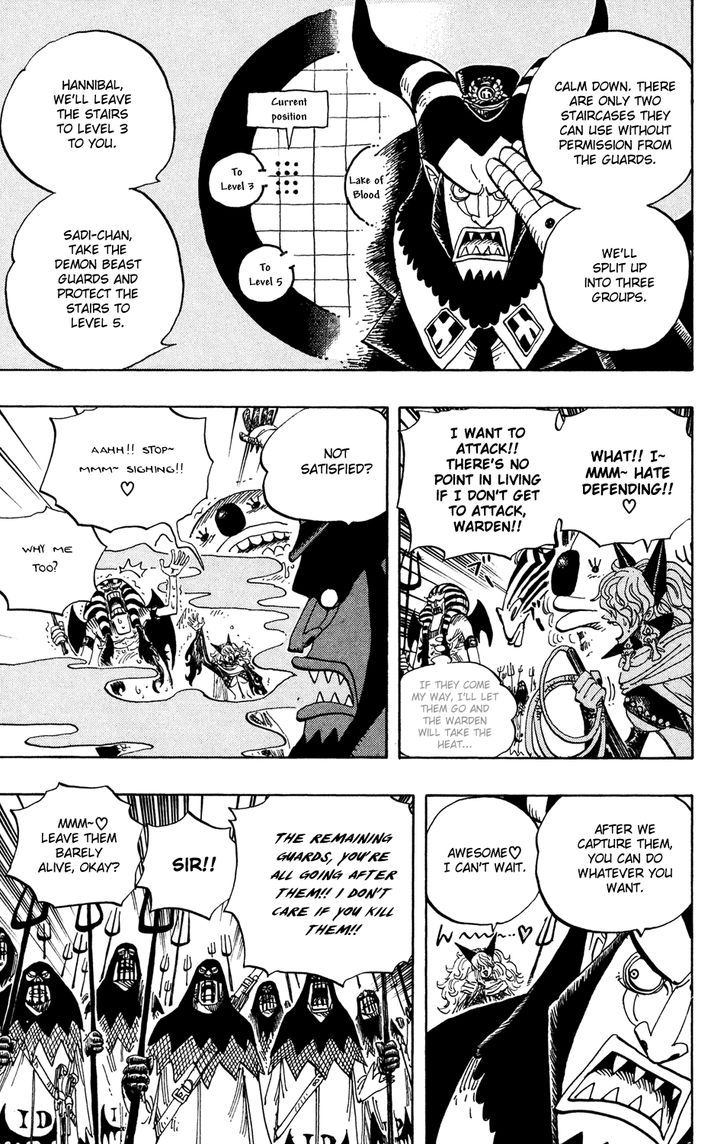 CALM DOWN. THERE
ARE ONLY TWO
STAIRCASES THEY
CAN USE WITHOUT
PERMISSION FROM
THE GUARDS.
WE'LL
SPLIT UP
INTO THREE
GROUPS.
Current
position
To
Level 3
Lake of
Blood
To
Level 5
HANNIBAL,
WE'LL LEAVE
THE STAIRS
TO LEVEL 3
TO YOU.
SADI-CHAN,
TAKE THE
DEMON BEAST
GUARDS AND
PROTECT THE
STAIRS TO
LEVEL 5.
WHAT!! I~
MMM~ HATE
DEFENDING!!
♡
I WANT TO
ATTACK!!
THERE'S NO
POINT IN LIVING
IF I DON'T GET
TO ATTACK,
WARDEN!!
IF THEY COME
MY WAY, I'LL LET
THEM GO AND
THE WARDEN
WILL TAKE THE
HEAT...
NOT
SATISFIED?
AAHH!! STOP~
MMM~ SIGHING!!
♡
WHY ME
TOO?
AFTER WE
CAPTURE THEM,
YOU CAN DO
WHATEVER YOU
WANT.
AWESOME♡
I CAN'T WAIT.
THE REMAINING
GUARDS, YOU'RE
ALL GOING AFTER
THEM!! I DON'T
CARE IF YOU KILL
THEM!!
SIR!!
MMM~♡
LEAVE THEM
BARELY
ALIVE, OKAY?
ID
I
ID